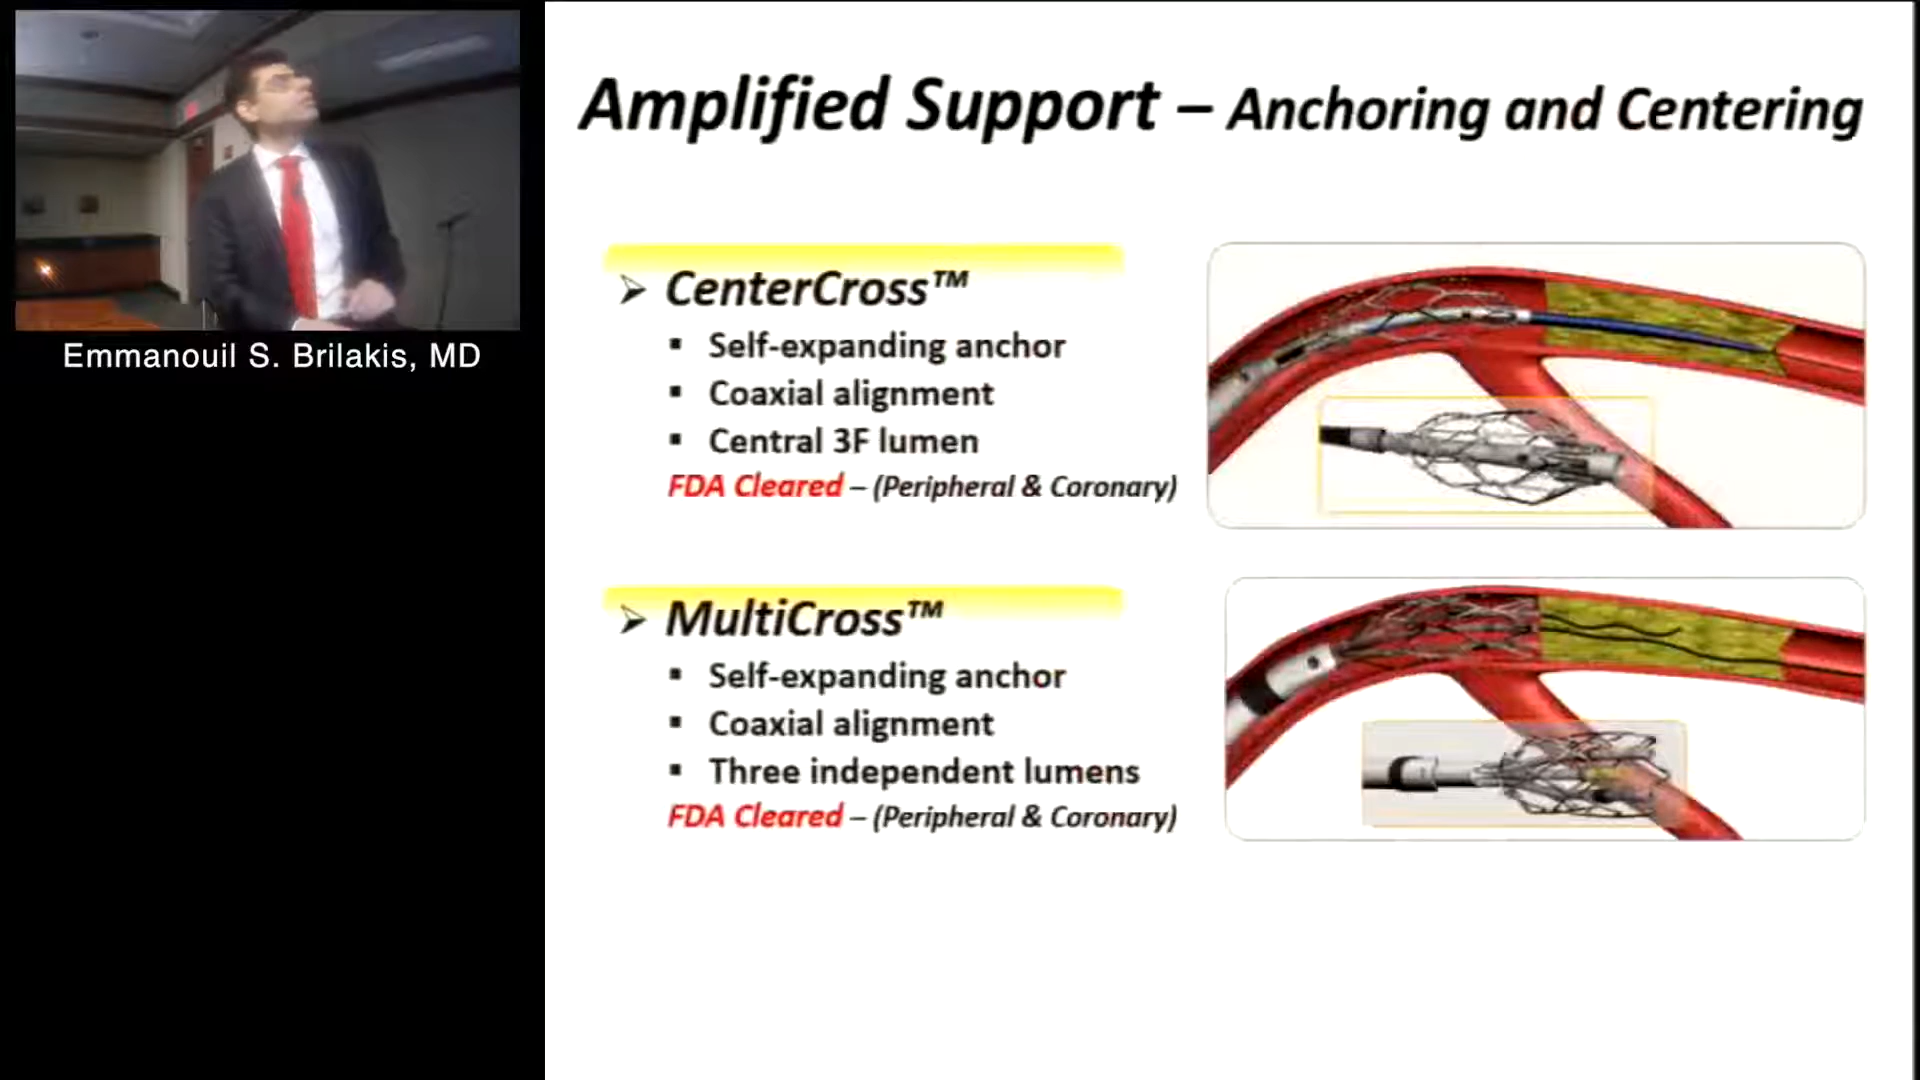 Emmanouil S. Brilakis, MD
Amplified Support – Anchoring and Centering
➢ CenterCross™
▪ Self-expanding anchor
▪ Coaxial alignment
▪ Central 3F lumen
FDA Cleared – (Peripheral & Coronary)
➢ MultiCross™
▪ Self-expanding anchor
▪ Coaxial alignment
▪ Three independent lumens
FDA Cleared – (Peripheral & Coronary)